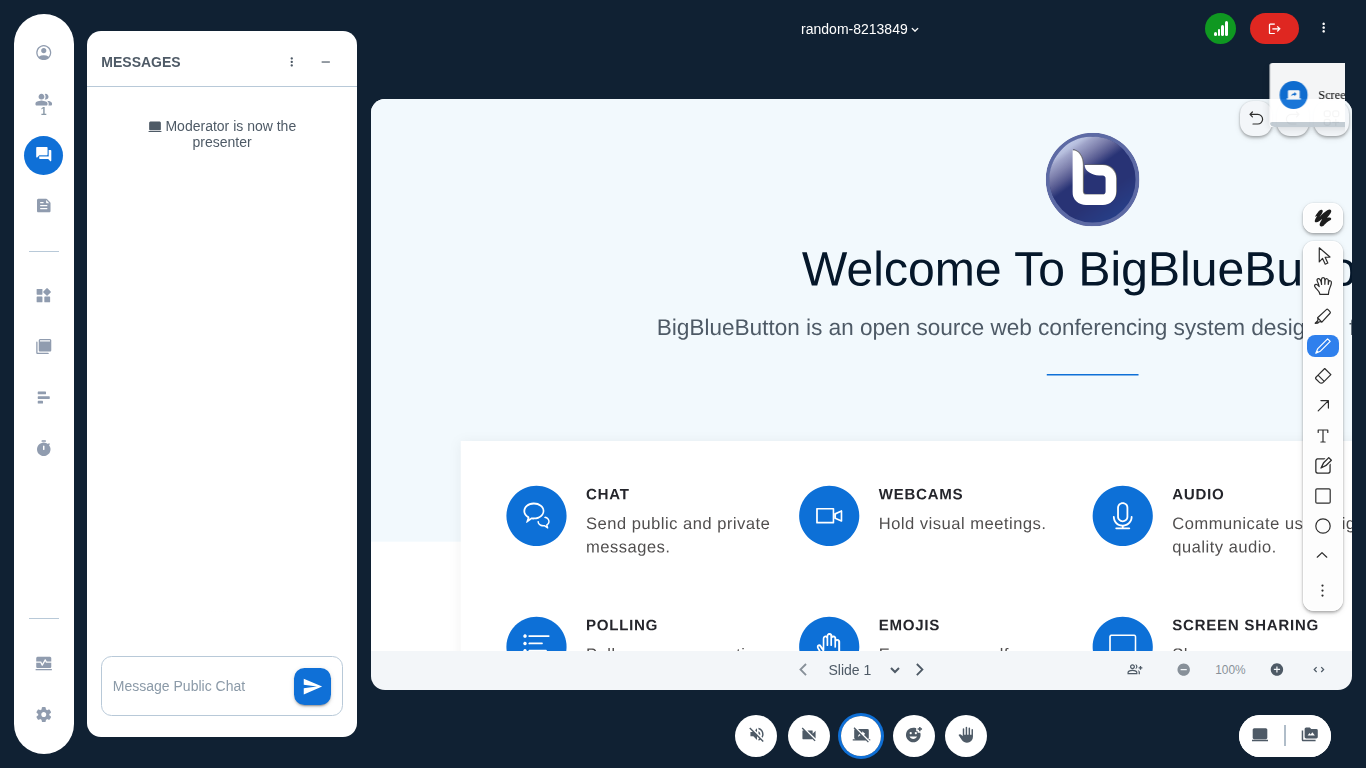 random-8213849
1
MESSAGES
Moderator is now the
presenter
Message Public Chat
Scree
Welcome To BigBlueBu
BigBlueButton is an open source web conferencing system desig
CHAT
Send public and private
messages.
WEBCAMS
Hold visual meetings.
AUDIO
Communicate us
quality audio.
POLLING
EMOJIS
SCREEN SHARING
Slide 1
100%